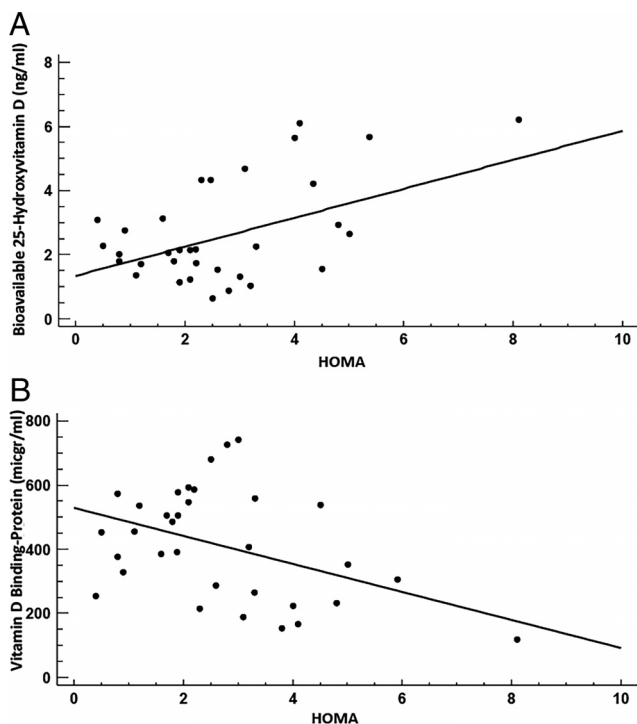 A
Bioavailable 25-Hydroxyvitamin D (ng/ml)
8
6
4
2
0
0 2 4 6 8 10
HOMA
B
Vitamin D Binding-Protein (micgr/ml)
800
600
400
200
0
0 2 4 6 8 10
HOMA